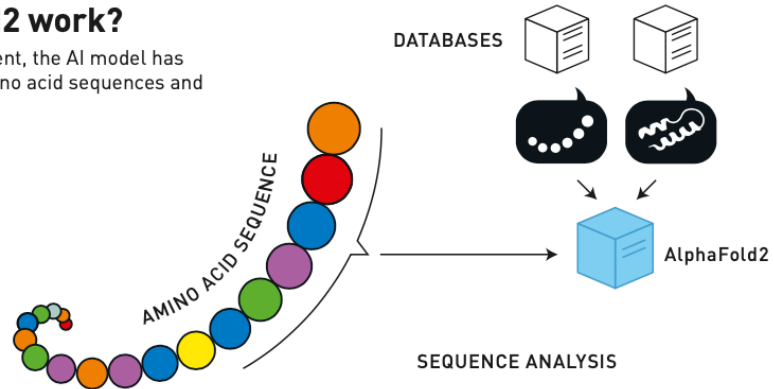 2 work?
ent, the AI model has
no acid sequences and
DATABASES
AMINO ACID SEQUENCE
AlphaFold2
SEQUENCE ANALYSIS